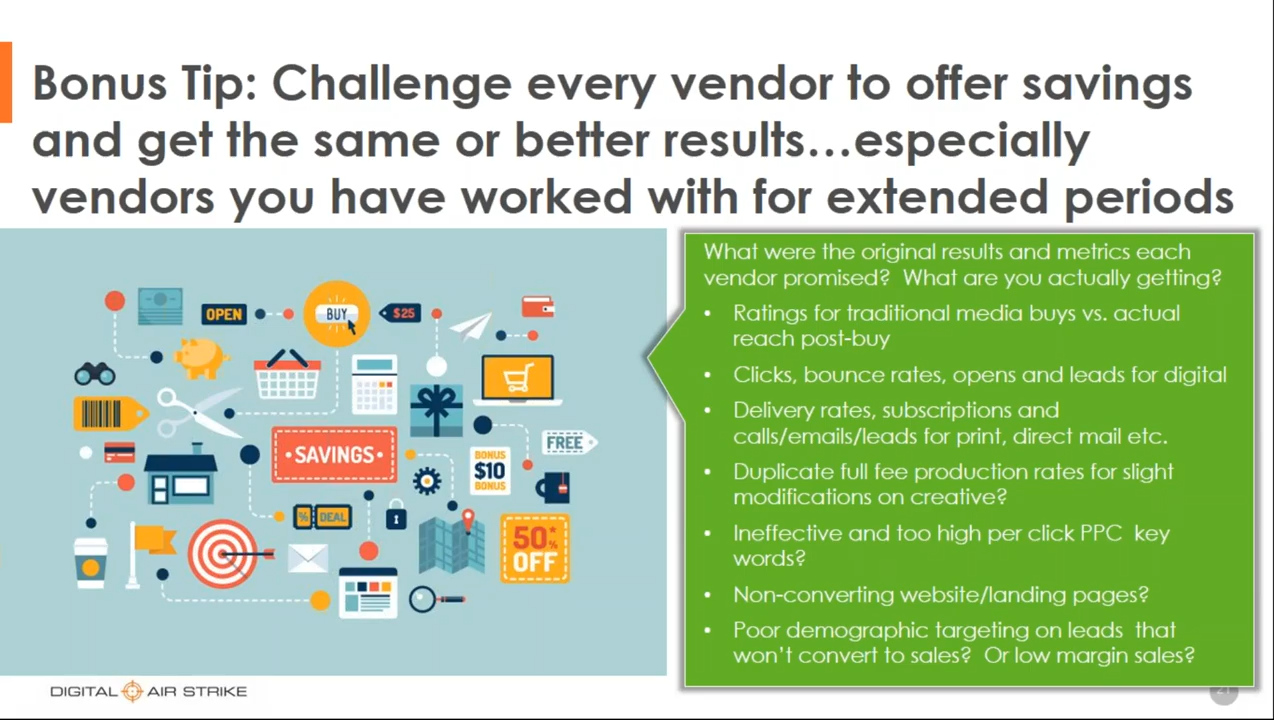 Bonus Tip: Challenge every vendor to offer savings
and get the same or better results...especially
vendors you have worked with for extended periods
OPEN
BUY
$25
SAVINGS
FREE
BONUS
$10
BONUS
% DEAL
50%*
OFF
What were the original results and metrics each
vendor promised?  What are you actually getting?
• Ratings for traditional media buys vs. actual
reach post-buy
• Clicks, bounce rates, opens and leads for digital
• Delivery rates, subscriptions and
calls/emails/leads for print, direct mail etc.
• Duplicate full fee production rates for slight
modifications on creative?
• Ineffective and too high per click PPC  key
words?
• Non-converting website/landing pages?
• Poor demographic targeting on leads  that
won't convert to sales?  Or low margin sales?
DIGITAL AIR STRIKE
21